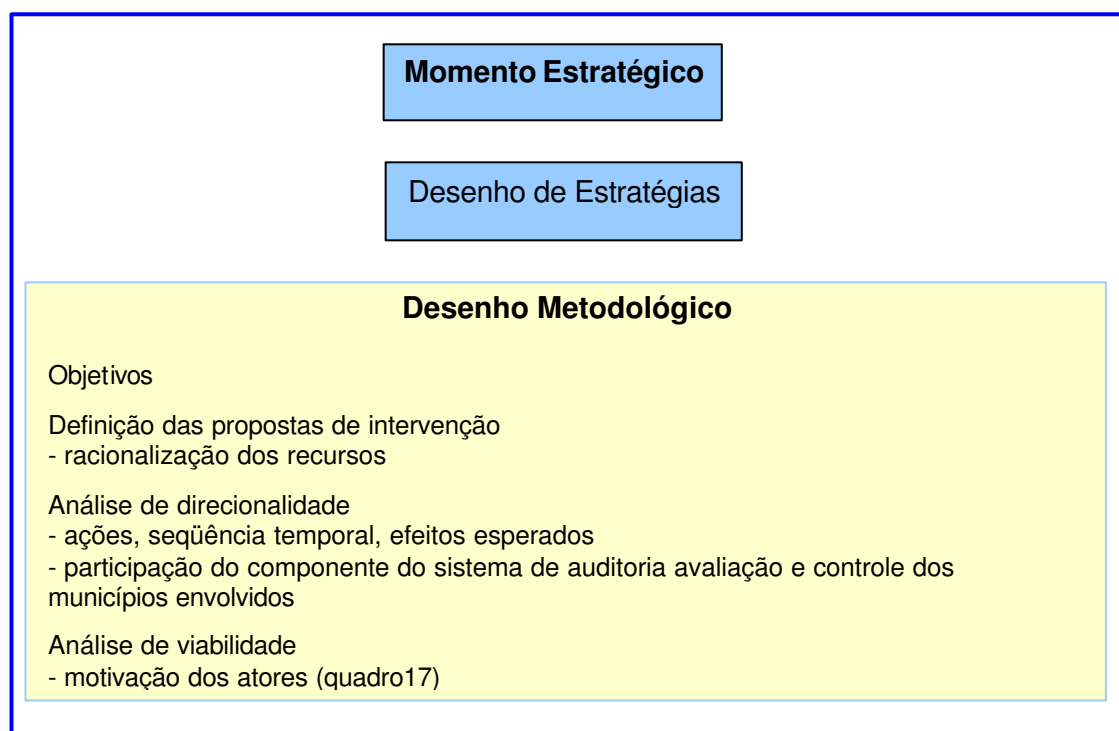 Momento Estratégico
Desenho de Estratégias
Desenho Metodológico
Objetivos
Definição das propostas de intervenção
- racionalização dos recursos
Análise de direcionalidade
- ações, seqüência temporal, efeitos esperados
- participação do componente do sistema de auditoria avaliação e controle dos
municípios envolvidos
Análise de viabilidade
- motivação dos atores (quadro17)